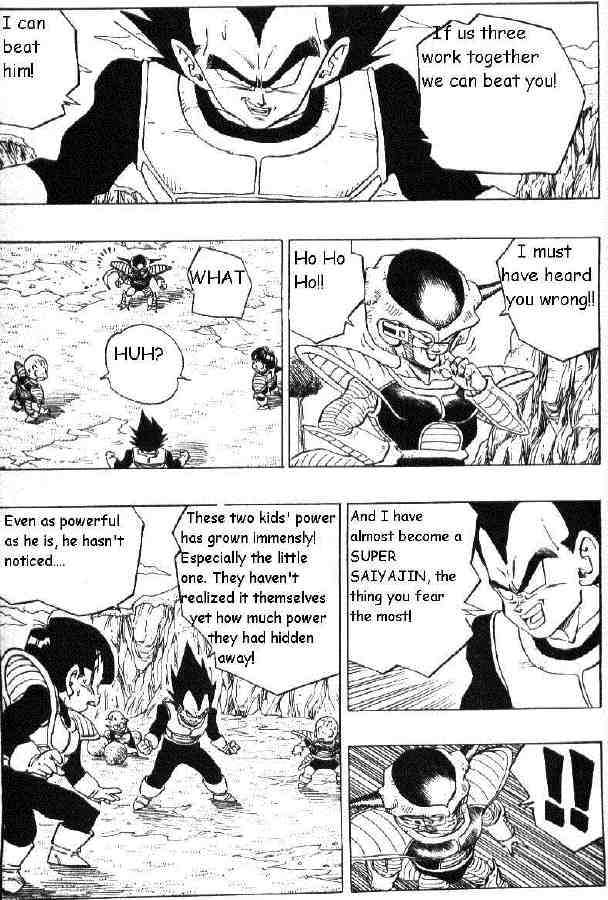 I can
beat
him!
If us three
work together
we can beat you!
WHAT
HUH?
Ho Ho
Ho!!
I must
have heard
you wrong!!
Even as powerful
as he is, he hasn't
noticed....
These two kids' power
has grown immensly!
Especially the little
one. They haven't
realized it themselves
yet how much power
they had hidden
away!
And I have
almost become a
SUPER
SAIYAJIN, the
thing you fear
the most!
!!